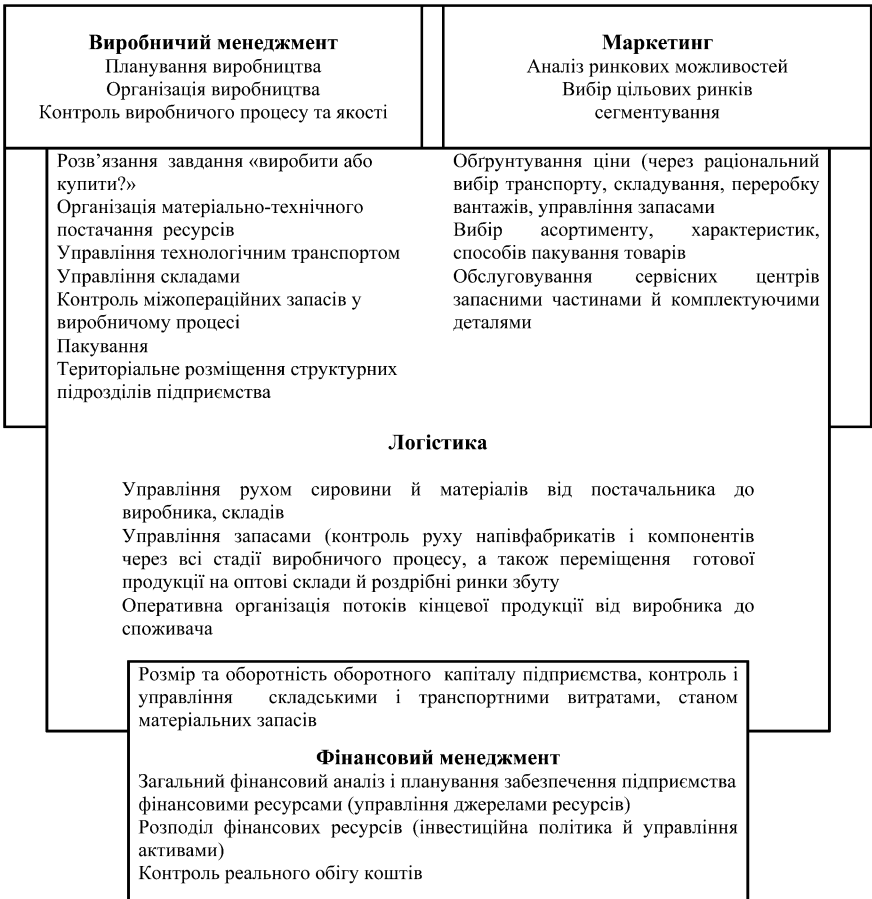 Виробничий менеджмент
Планування виробництва
Організація виробництва
Контроль виробничого процесу та якості
Маркетинг
Аналіз ринкових можливостей
Вибір цільових ринків
сегментування
Розв’язання завдання «виробити або
купити?»
Організація матеріально-технічного
постачання ресурсів
Управління технологічним транспортом
Управління складами
Контроль міжопераційних запасів у
виробничому процесі
Пакування
Територіальне розміщення структурних
підрозділів підприємства
Обґрунтування ціни (через раціональний
вибір транспорту, складування, переробку
вантажів, управління запасами
Вибір асортименту, характеристик,
способів пакування товарів
Обслуговування сервісних центрів
запасними частинами й комплектуючими
деталями
Логістика
Управління рухом сировини й матеріалів від постачальника до
виробника, складів
Управління запасами (контроль руху напівфабрикатів і компонентів
через всі стадії виробничого процесу, а також переміщення готової
продукції на оптові склади й роздрібні ринки збуту
Оперативна організація потоків кінцевої продукції від виробника до
споживача
Розмір та оборотність оборотного капіталу підприємства, контроль і
управління складськими і транспортними витратами, станом
матеріальних запасів
Фінансовий менеджмент
Загальний фінансовий аналіз і планування забезпечення підприємства
фінансовими ресурсами (управління джерелами ресурсів)
Розподіл фінансових ресурсів (інвестиційна політика й управління
активами)
Контроль реального обігу коштів